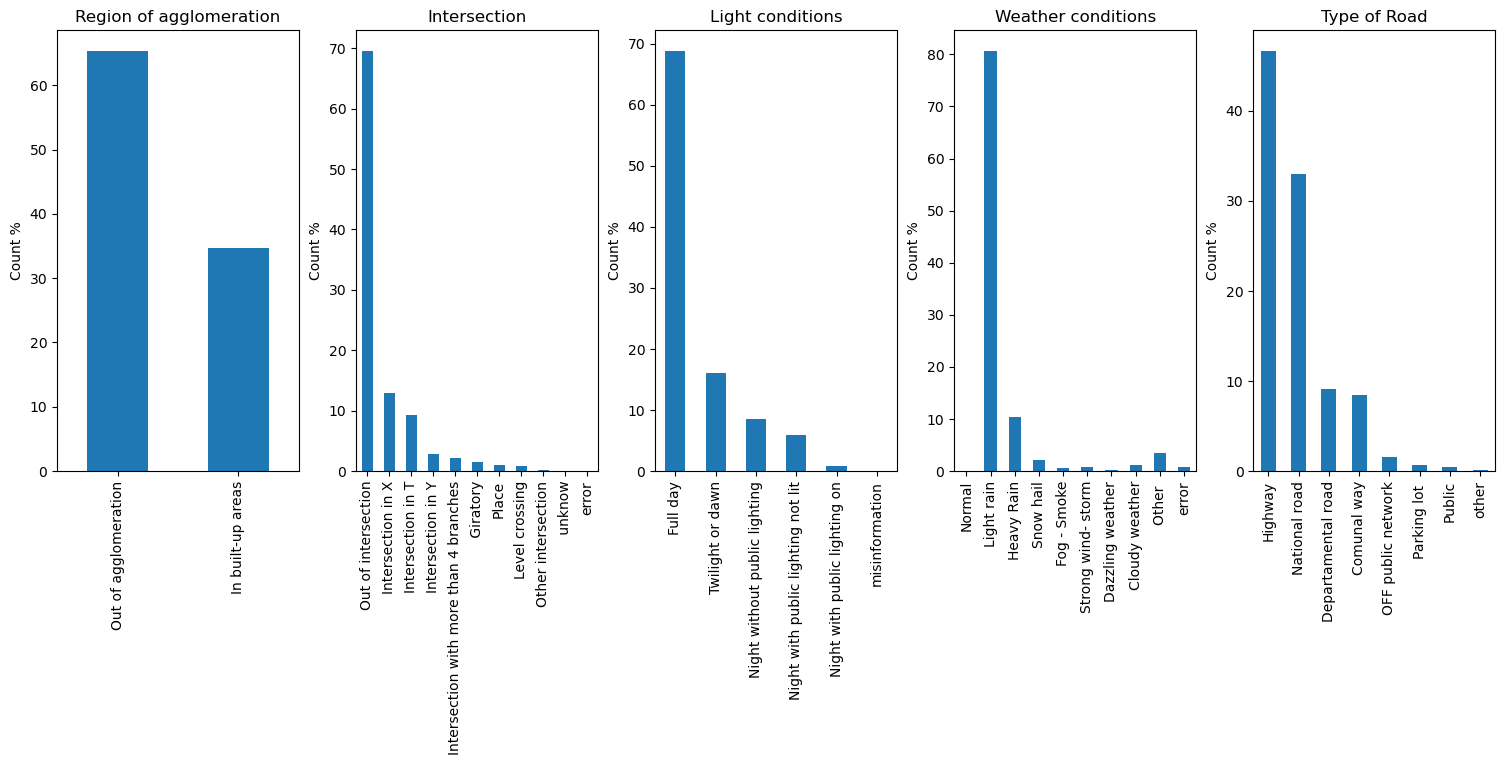 Region of agglomeration
Count %
60
50
40
30
20
10
0
Out of agglomeration
In built-up areas
Intersection
Count %
70
60
50
40
30
20
10
0
Out of intersection
Intersection in X
Intersection in T
Intersection in Y
Intersection with more than 4 branches
Giratory
Place
Level crossing
Other intersection
unknow
error
Light conditions
Count %
70
60
50
40
30
20
10
0
Full day
Twilight or dawn
Night without public lighting
Night with public lighting not lit
Night with public lighting on
misinformation
Weather conditions
Count %
80
70
60
50
40
30
20
10
0
Normal
Light rain
Heavy Rain
Snow hail
Fog - Smoke
Strong wind- storm
Dazzling weather
Cloudy weather
Other
error
Type of Road
Count %
40
30
20
10
0
Highway
National road
Departamental road
Comunal way
OFF public network
Parking lot
Public
other